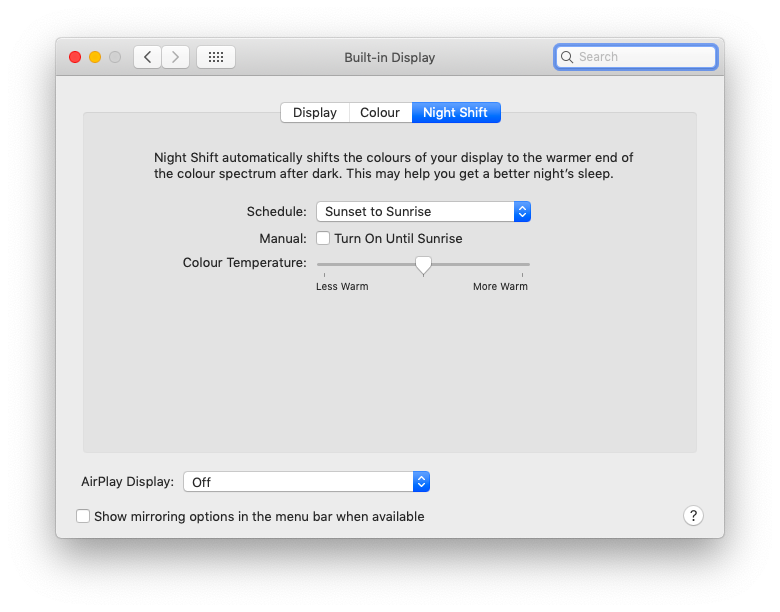 Built-in Display
Search
Display Colour Night Shift
Night Shift automatically shifts the colours of your display to the warmer end of
the colour spectrum after dark. This may help you get a better night’s sleep.
Schedule: Sunset to Sunrise
Manual: Turn On Until Sunrise
Colour Temperature:
Less Warm More Warm
AirPlay Display: Off
Show mirroring options in the menu bar when available
?